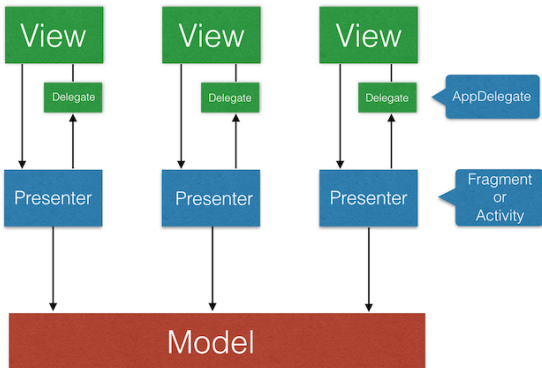 View
View
View
Delegate
Delegate
Delegate
AppDelegate
Presenter
Presenter
Presenter
Fragment
or
Activity
Model